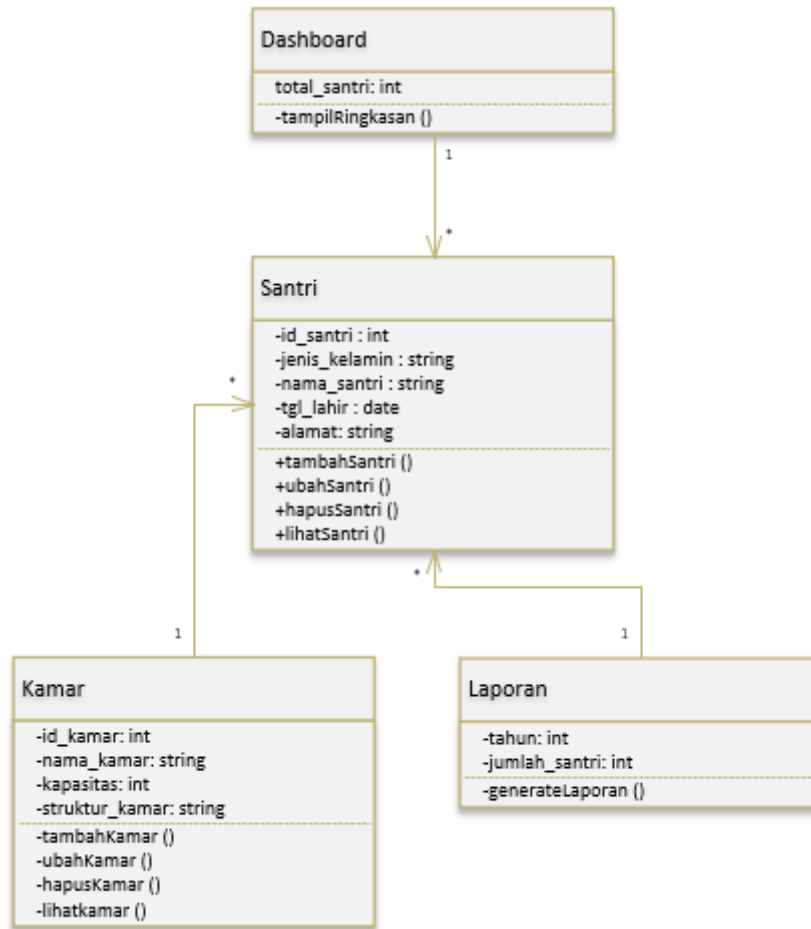 Dashboard
total_santri: int
-tampilRingkasan ()
1
*
Santri
-id_santri : int
-jenis_kelamin : string
-nama_santri : string
-tgl_lahir : date
-alamat: string
+tambahSantri ()
+ubahSantri ()
+hapusSantri ()
+lihatSantri ()
*
1
*
1
Kamar
-id_kamar: int
-nama_kamar: string
-kapasitas: int
-struktur_kamar: string
-tambahKamar ()
-ubahKamar ()
-hapusKamar ()
-lihatkamar ()
Laporan
-tahun: int
-jumlah_santri: int
-generateLaporan ()